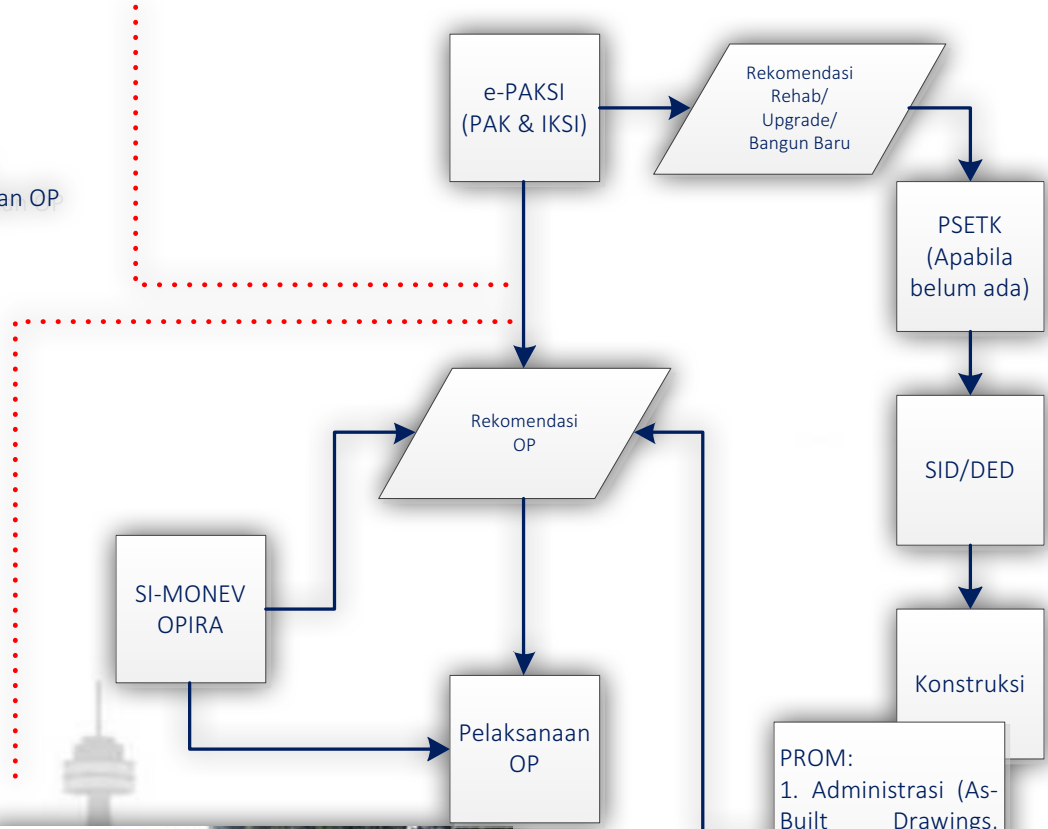 e-PAKSI
(PAK & IKSI)
Rekomendasi
Rehab/
Upgrade/
Bangun Baru
an OP
PSETK
(Apabila
belum ada)
Rekomendasi
OP
SID/DED
SI-MONEV
OPIRA
Konstruksi
Pelaksanaan
OP
PROM:
1. Administrasi (As-
Built Drawings,